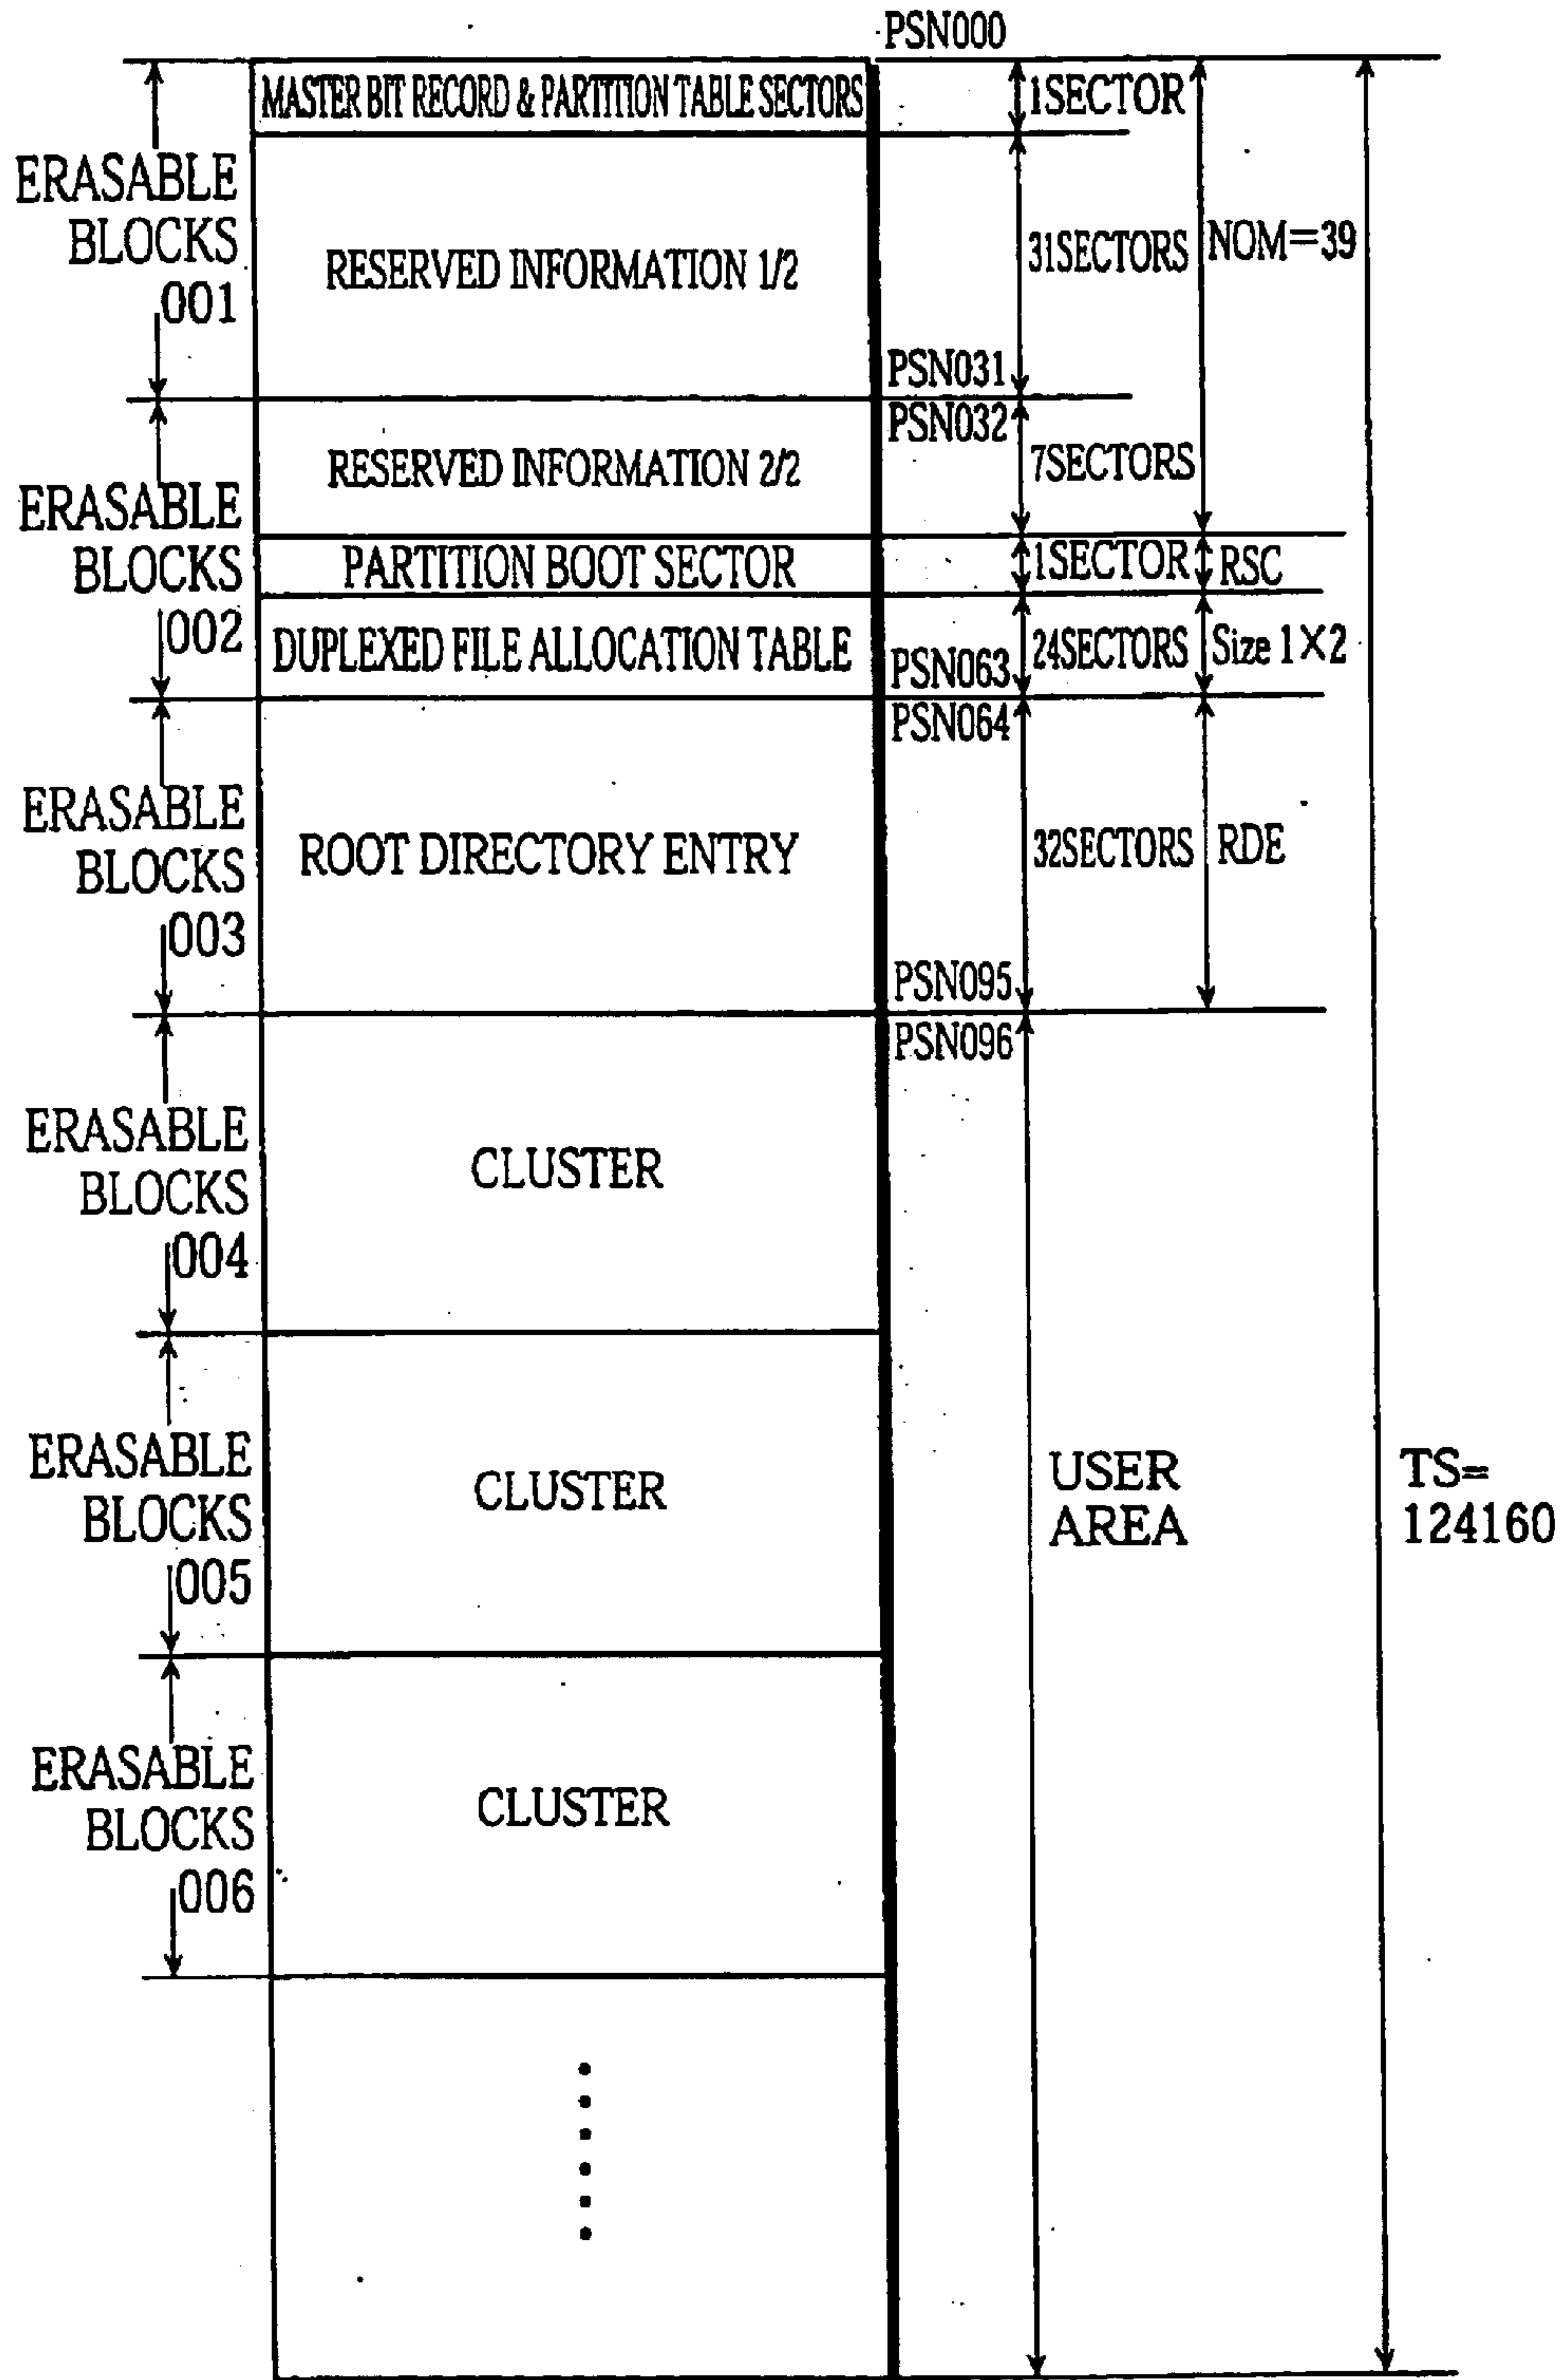 PSN000
MASTER BIT RECORD & PARTITION TABLE SECTORS
1SECTOR
ERASABLE
BLOCKS
001
RESERVED INFORMATION 1/2
31SECTORS
NOM=39
PSN031
PSN032
RESERVED INFORMATION 2/2
7SECTORS
ERASABLE
BLOCKS
002
PARTITION BOOT SECTOR
1SECTOR
RSC
DUPLEXED FILE ALLOCATION TABLE
PSN063
24SECTORS
Size 1×2
PSN064
ERASABLE
BLOCKS
003
ROOT DIRECTORY ENTRY
32SECTORS
RDE
PSN095
PSN096
ERASABLE
BLOCKS
004
CLUSTER
ERASABLE
BLOCKS
005
CLUSTER
USER
AREA
TS=
124160
ERASABLE
BLOCKS
006
CLUSTER